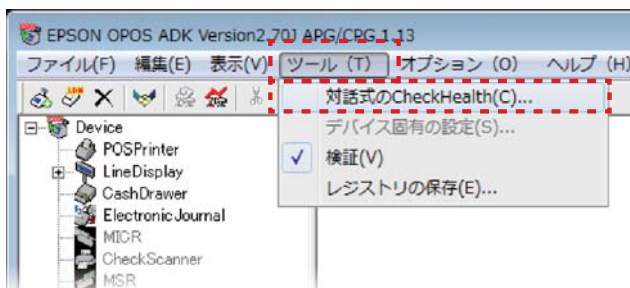 EPSON OPOS ADK Version2.70J APG/CPG.1.13
ファイル(F) 編集(E) 表示(V) ツール (T) オプション (O) ヘルプ (H)
対話式のCheckHealth(C)...
デバイス固有の設定(S)...
検証(V)
レジストリの保存(E)...
Device
POSPrinter
LineDisplay
CashDrawer
ElectronicJournal
MICR
CheckScanner
MSR